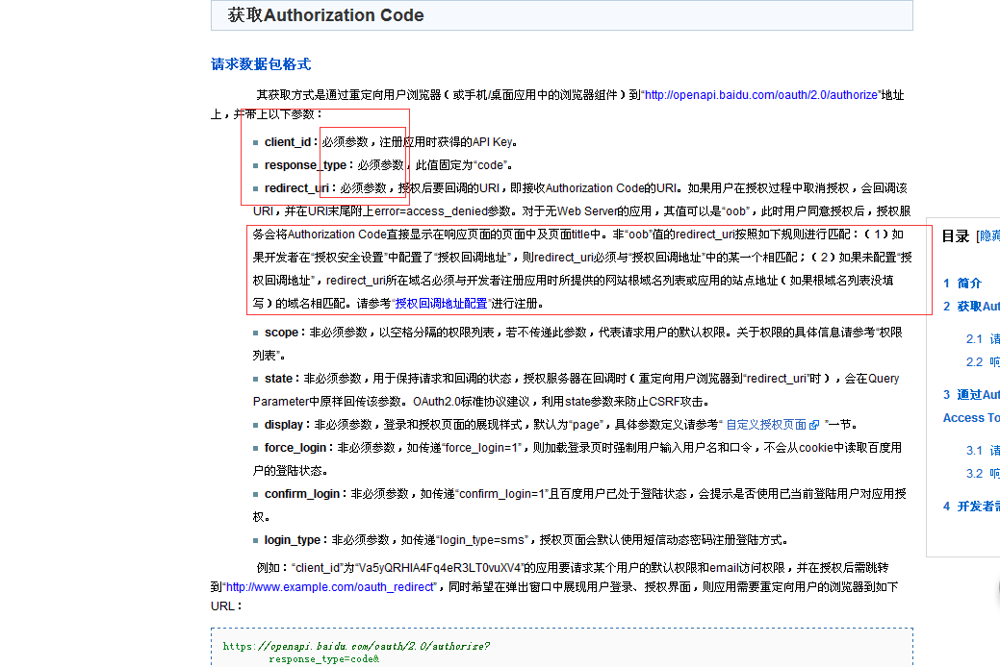 获取Authorization Code
请求数据包格式
其获取方式是通过重定向用户浏览器（或手机/桌面应用中的浏览器组件）到“http://openapi.baidu.com/oauth/2.0/authorize”地址
上，并带上以下参数：
client_id：必须参数，注册应用时获得的API Key。
response_type：必须参数，此值固定为“code”。
redirect_uri：必须参数，授权后要回调的URI，即接收Authorization Code的URI。如果用户在授权过程中取消授权，会回调该
URI，并在URI末尾附上error=access_denied参数。对于无Web Server的应用，其值可以是“oob”，此时用户同意授权后，授权服
务会将Authorization Code直接显示在响应页面的页面中及页面title中。非“oob”值的redirect_uri按照如下规则进行匹配：（1）如
果开发者在“授权安全设置”中配置了“授权回调地址”，则redirect_uri必须与“授权回调地址”中的某一个相匹配；（2）如果未配置“授
权回调地址”，redirect_uri所在域名必须与开发者注册应用时所提供的网站根域名列表或应用的站点地址（如果根域名列表没填
写）的域名相匹配。请参考“授权回调地址配置”进行注册。
scope：非必须参数，以空格分隔的权限列表，若不传递此参数，代表请求用户的默认权限。关于权限的具体信息请参考“权限
列表”。
state：非必须参数，用于保持请求和回调的状态，授权服务器在回调时（重定向用户浏览器到“redirect_uri”时），会在Query
Parameter中原样回传该参数。OAuth2.0标准协议建议，利用state参数来防止CSRF攻击。
display：非必须参数，登录和授权页面的展现样式，默认为“page”，具体参数定义请参考“ 自定义授权页面 ”一节。
force_login：非必须参数，如传递“force_login=1”，则加载登录页时强制用户输入用户名和口令，不会从cookie中读取百度用
户的登陆状态。
confirm_login：非必须参数，如传递“confirm_login=1”且百度用户已处于登陆状态，会提示是否使用已当前登陆用户对应用授
权。
login_type：非必须参数，如传递“login_type=sms”，授权页面会默认使用短信动态密码注册登陆方式。
例如：“client_id”为“Va5yQRHlA4Fq4eR3LT0vuXV4”的应用要请求某个用户的默认权限和email访问权限，并在授权后需跳转
到“http://www.example.com/oauth_redirect”，同时希望在弹出窗口中展现用户登录、授权界面，则应用需要重定向用户的浏览器到如下
URL：
https://openapi.baidu.com/oauth/2.0/authorize?
response_type=code&
目录 [隐藏
1 简介
2 获取Aut
2.1 请
2.2 响
3 通过Aut
Access To
3.1 请
3.2 响
4 开发者需